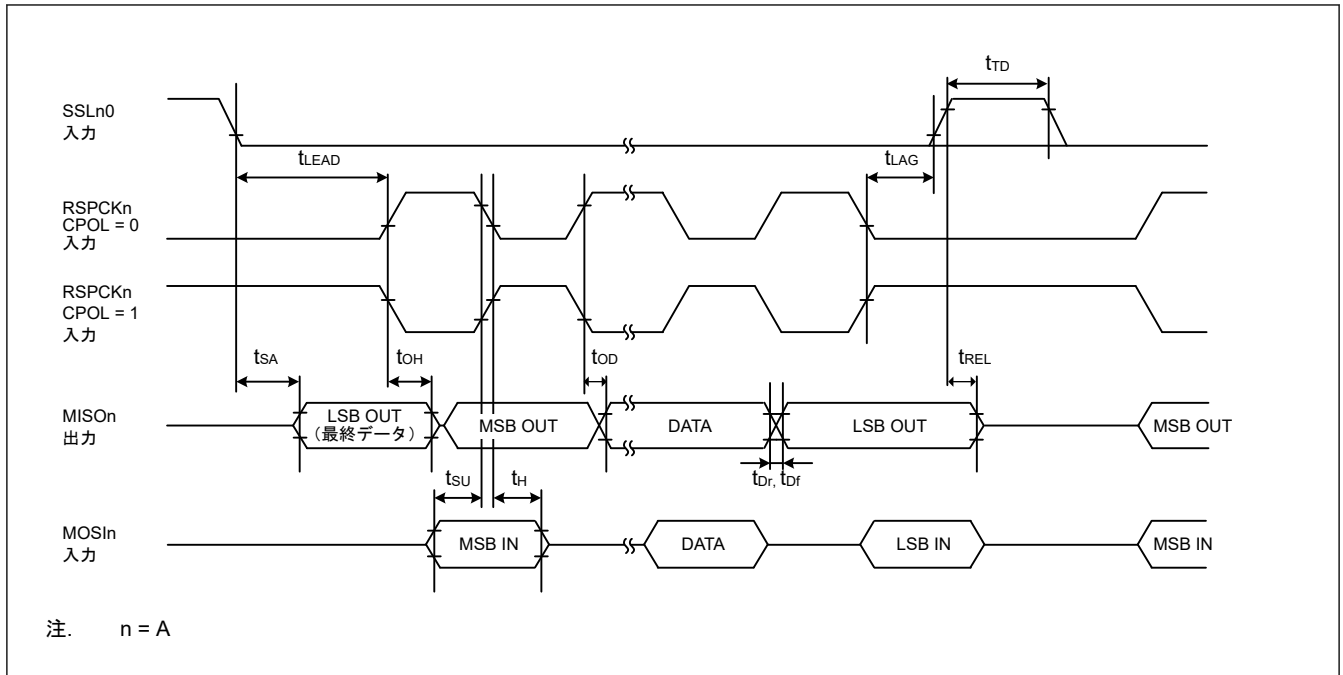 tTD
SSLn0
入力
tLEAD
tLAG
RSPCKn
CPOL = 0
入力
RSPCKn
CPOL = 1
入力
tSA
tOH
tOD
tREL
MISOn
出力
LSB OUT
（最終データ）
MSB OUT
DATA
LSB OUT
MSB OUT
tSU
tH
tDr, tDf
MOSIn
入力
MSB IN
DATA
LSB IN
MSB IN
注. n = A